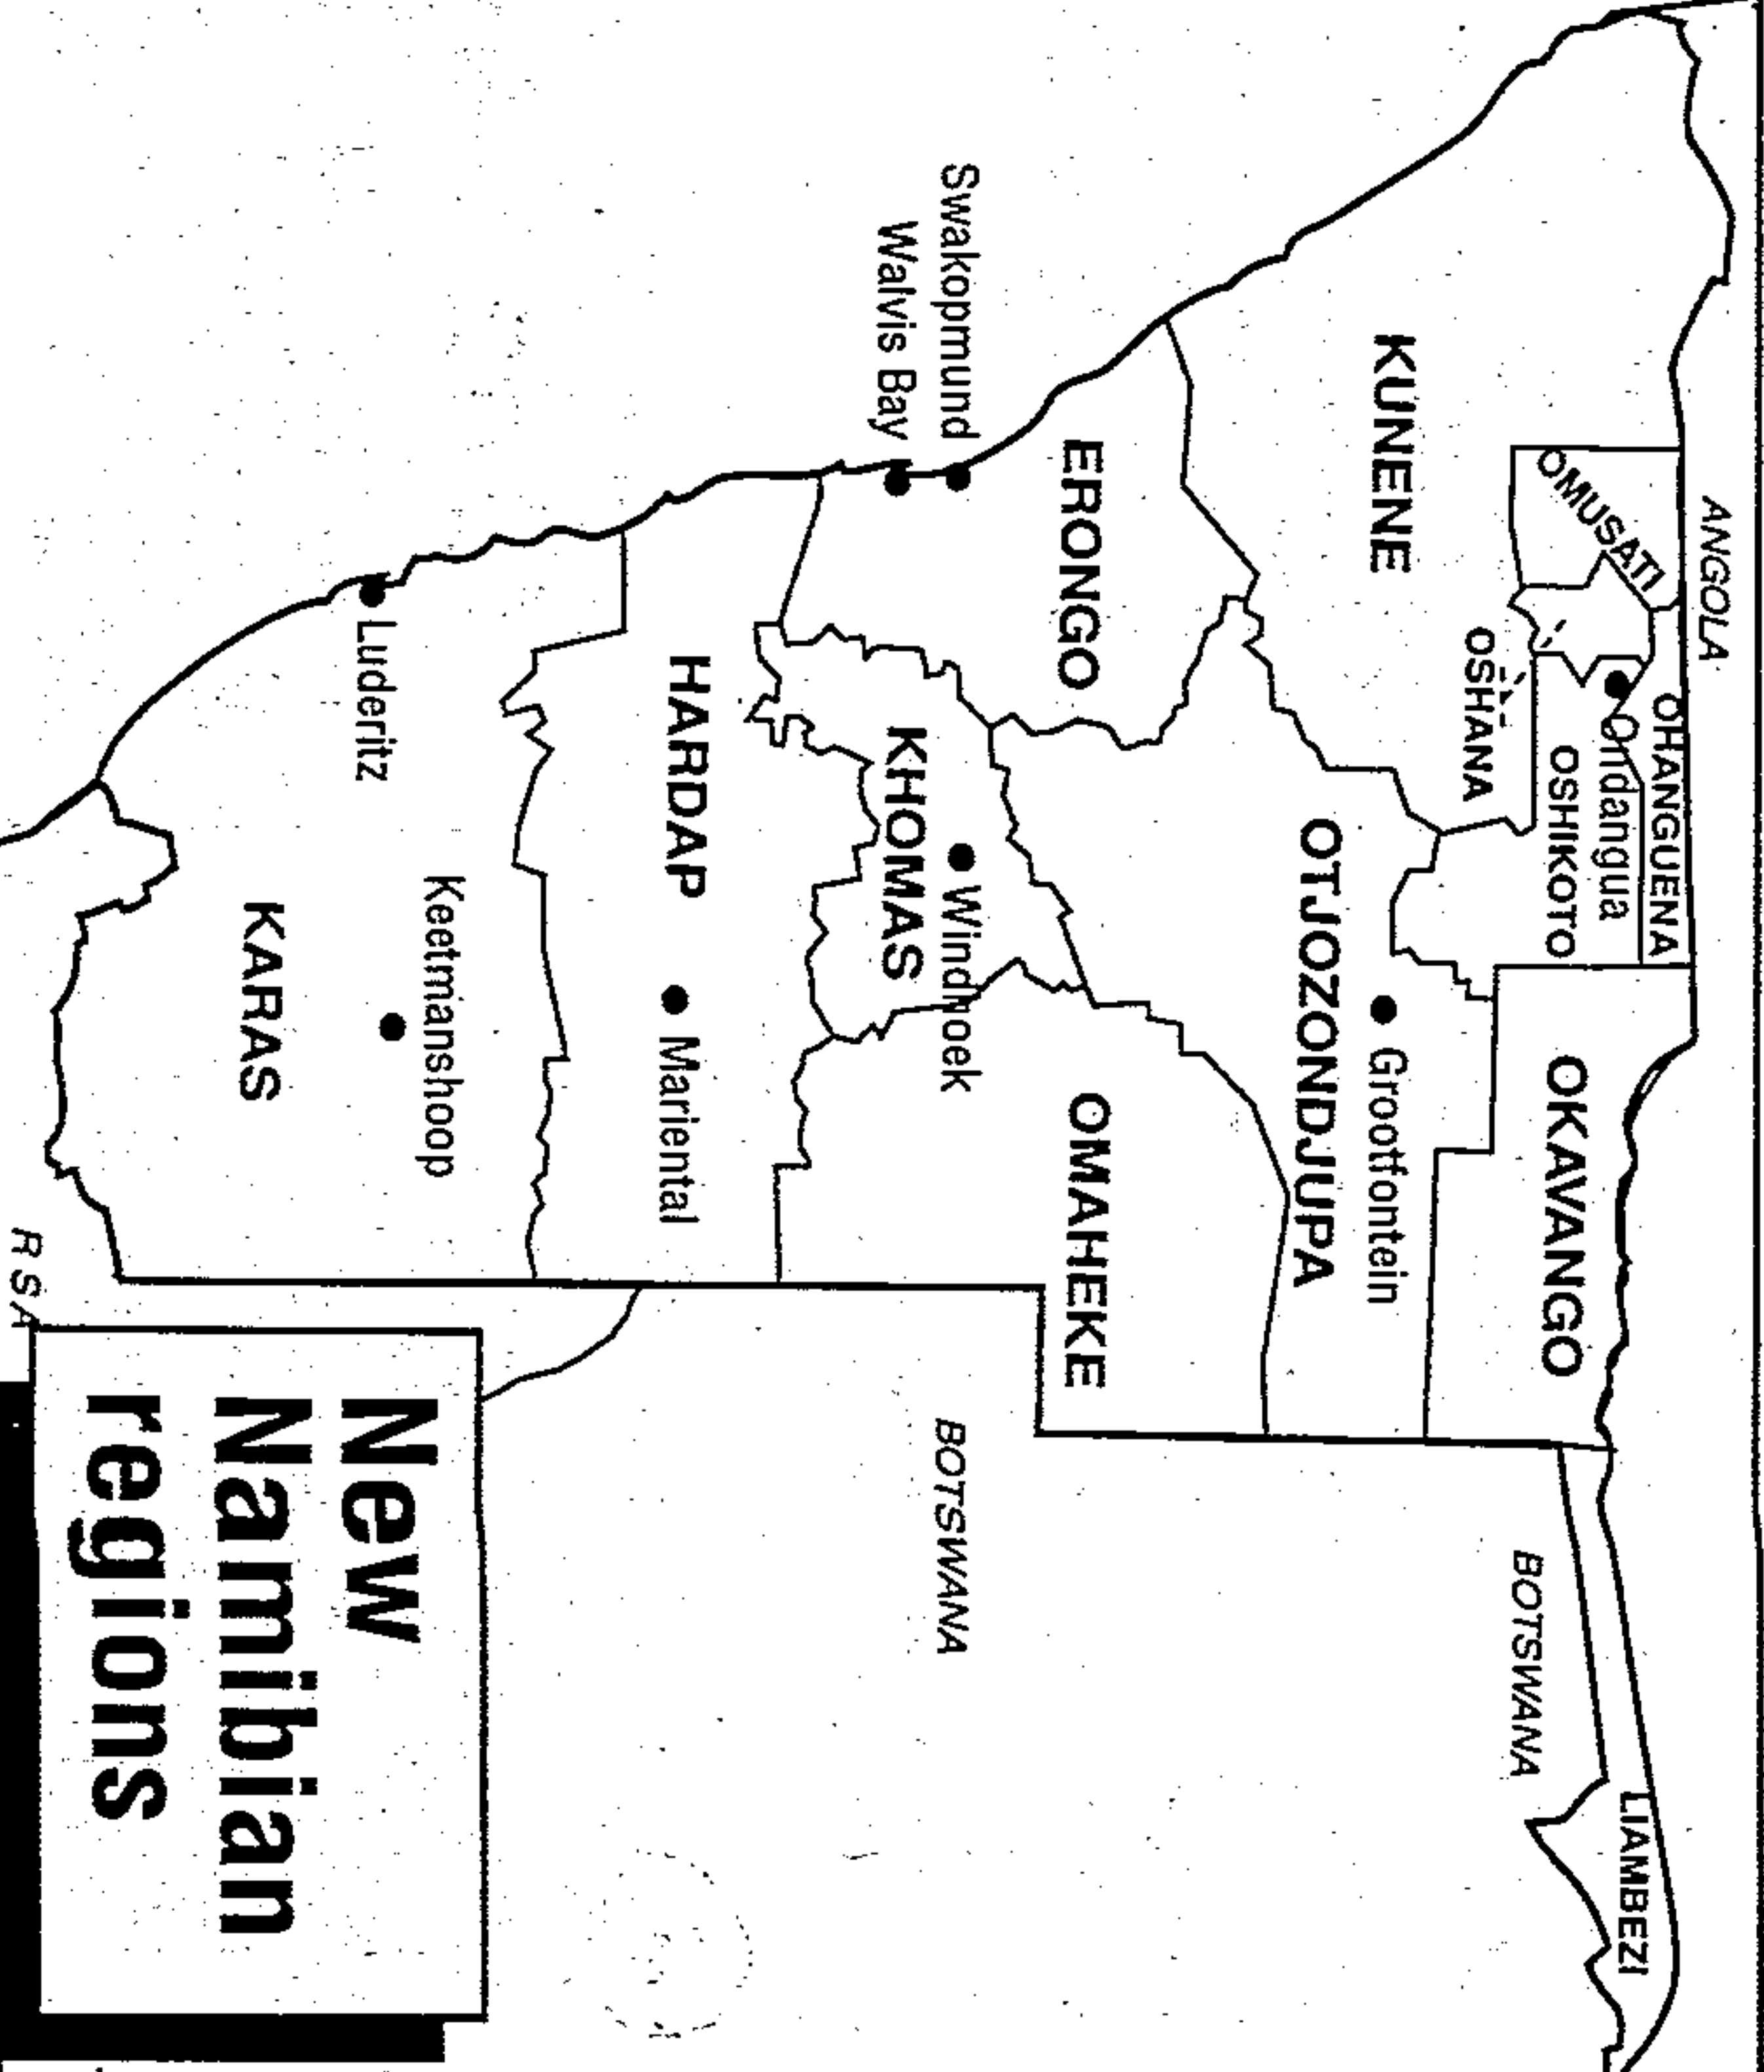 ANGOLA
OHANGUENA
OMUSATI
Ondangua
OSHIKOTO
OSHANA
LIAMBEZI
OKAVANGO
BOTSWANA
KUNENE
Grootfontein
OTJOZONDJUPA
ERONGO
OMAHEKE
Swakopmund
Walvis Bay
Windhoek
KHOMAS
BOTSWANA
HARDAP
Mariental
Luderitz
Keetmanshoop
KARAS
RSA
New
Namibian
regions